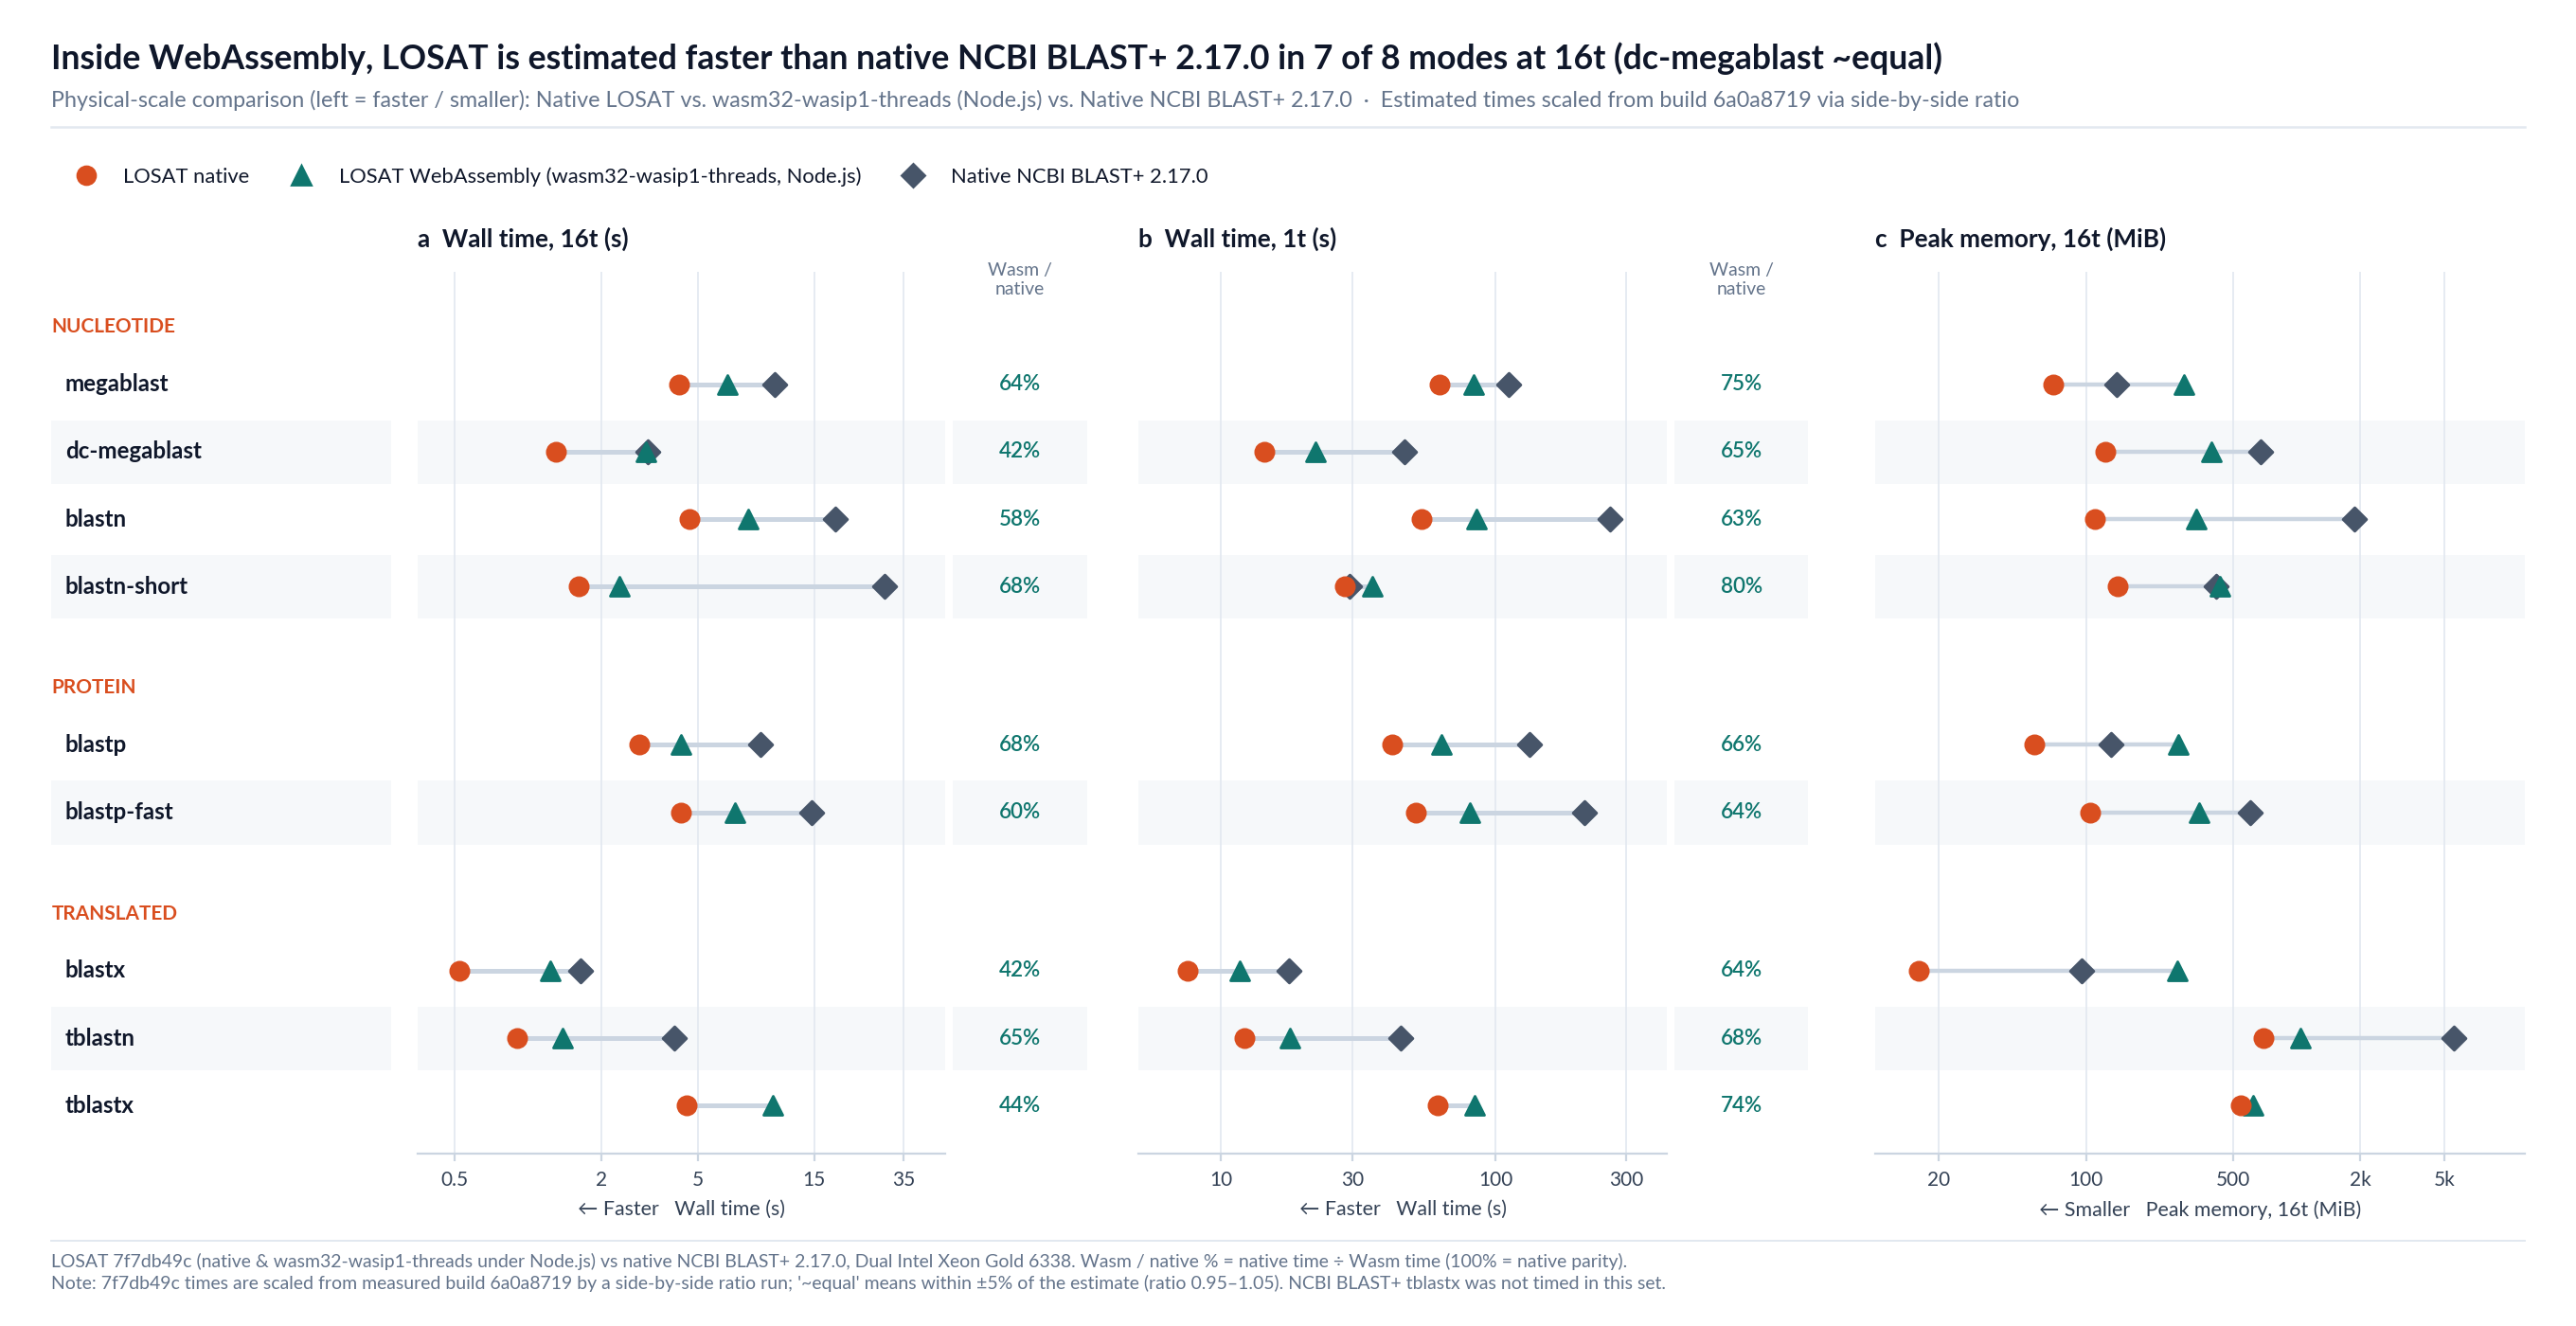 Inside WebAssembly, LOSAT is estimated faster than native NCBI BLAST+ 2.17.0 in 7 of 8 modes at 16t (dc-megablast ~equal)
Physical-scale comparison (left = faster / smaller): Native LOSAT vs. wasm32-wasip1-threads (Node.js) vs. Native NCBI BLAST+ 2.17.0 · Estimated times scaled from build 6a0a8719 via side-by-side ratio
LOSAT native
LOSAT WebAssembly (wasm32-wasip1-threads, Node.js)
Native NCBI BLAST+ 2.17.0
a Wall time, 16t (s)
b Wall time, 1t (s)
c Peak memory, 16t (MiB)
Wasm /
native
Wasm /
native
NUCLEOTIDE
megablast 64% 75%
dc-megablast 42% 65%
blastn 58% 63%
blastn-short 68% 80%
PROTEIN
blastp 68% 66%
blastp-fast 60% 64%
TRANSLATED
blastx 42% 64%
tblastn 65% 68%
tblastx 44% 74%
0.5 2 5 15 35
10 30 100 300
20 100 500 2k 5k
← Faster Wall time (s)
← Faster Wall time (s)
← Smaller Peak memory, 16t (MiB)
LOSAT 7f7db49c (native & wasm32-wasip1-threads under Node.js) vs native NCBI BLAST+ 2.17.0, Dual Intel Xeon Gold 6338. Wasm / native % = native time ÷ Wasm time (100% = native parity).
Note: 7f7db49c times are scaled from measured build 6a0a8719 by a side-by-side ratio run; '~equal' means within ±5% of the estimate (ratio 0.95–1.05). NCBI BLAST+ tblastx was not timed in this set.